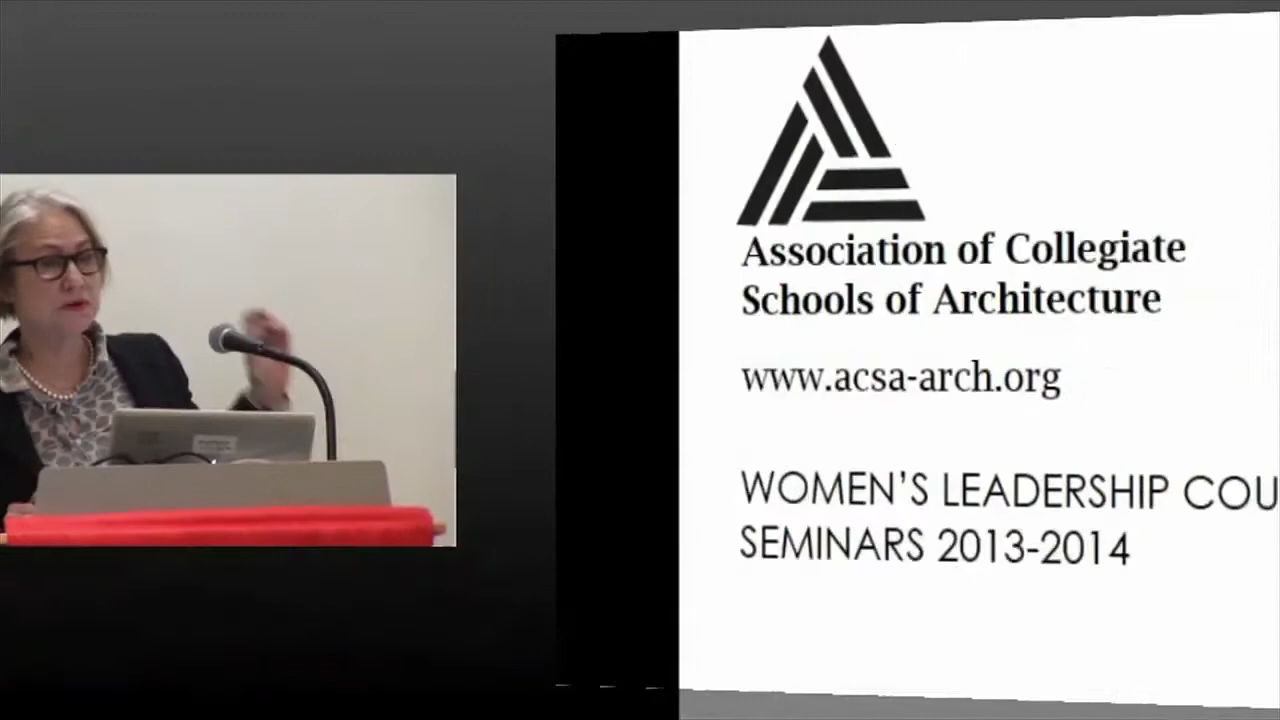 Association of Collegiate
Schools of Architecture
www.acsa-arch.org
WOMEN'S LEADERSHIP COU
SEMINARS 2013-2014